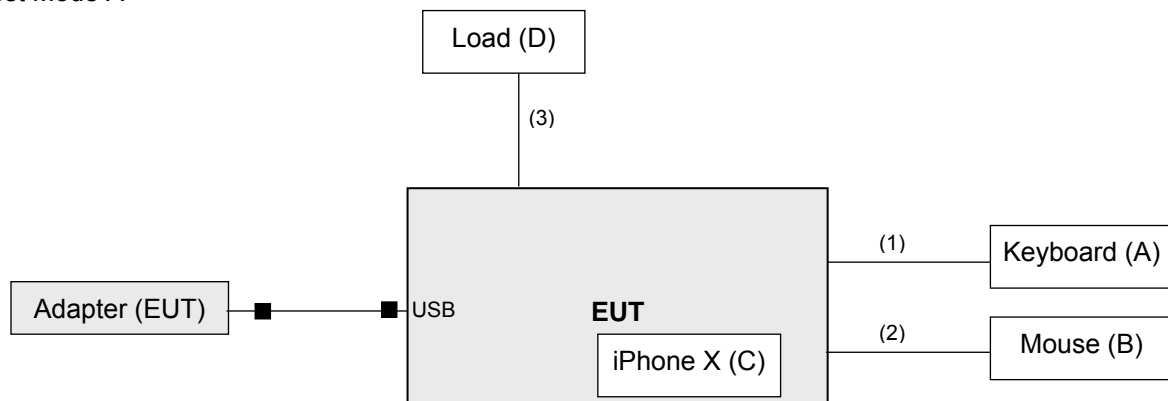 Load (D)
(3)
(1)
Keyboard (A)
Adapter (EUT)
USB
EUT
(2)
Mouse (B)
iPhone X (C)